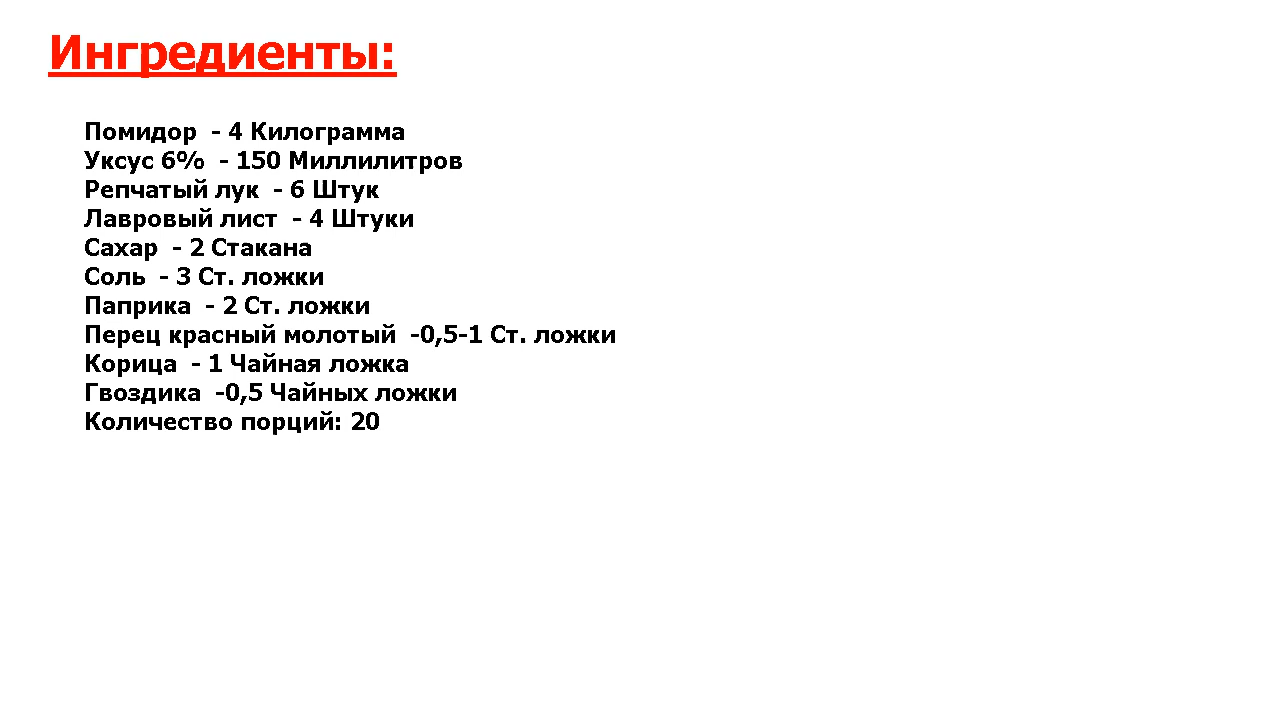 Ингредиенты:
Помидор  - 4 Килограмма
Уксус 6%  - 150 Миллилитров
Репчатый лук  - 6 Штук
Лавровый лист  - 4 Штуки
Сахар  - 2 Стакана
Соль  - 3 Ст. ложки
Паприка  - 2 Ст. ложки
Перец красный молотый  -0,5-1 Ст. ложки
Корица  - 1 Чайная ложка
Гвоздика  -0,5 Чайных ложки
Количество порций: 20